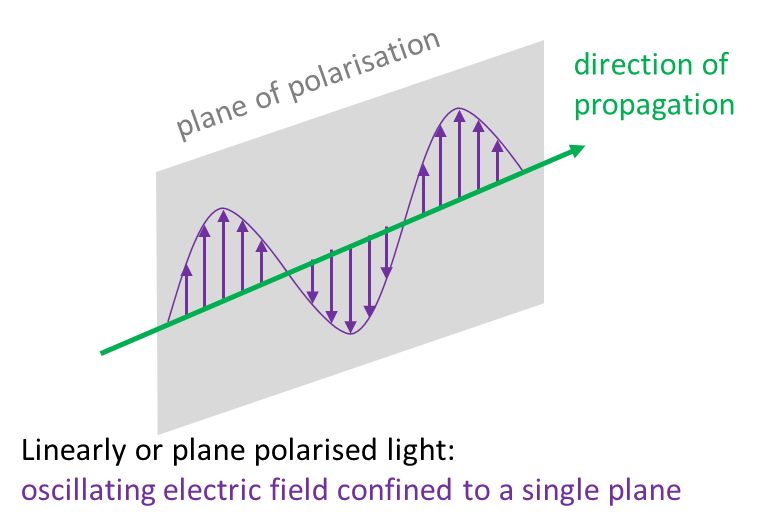 plane of polarisation
direction of
propagation
Linearly or plane polarised light:
oscillating electric field confined to a single plane